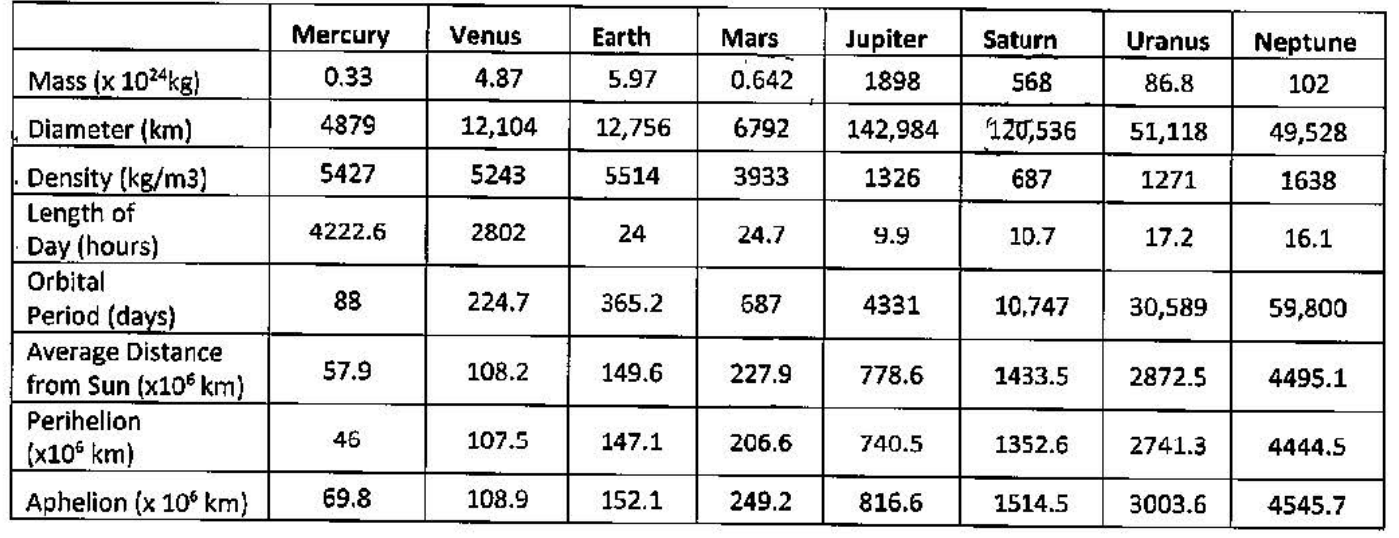 Mercury Venus Earth Mars Jupiter Saturn Uranus Neptune
Mass (x 10²⁴kg) 0.33 4.87 5.97 0.642 1898 568 86.8 102
Diameter (km) 4879 12,104 12,756 6792 142,984 120,536 51,118 49,528
Density (kg/m3) 5427 5243 5514 3933 1326 687 1271 1638
Length of
Day (hours) 4222.6 2802 24 24.7 9.9 10.7 17.2 16.1
Orbital
Period (days) 88 224.7 365.2 687 4331 10,747 30,589 59,800
Average Distance
from Sun (x10⁶ km) 57.9 108.2 149.6 227.9 778.6 1433.5 2872.5 4495.1
Perihelion
(x10⁶ km) 46 107.5 147.1 206.6 740.5 1352.6 2741.3 4444.5
Aphelion (x 10⁶ km) 69.8 108.9 152.1 249.2 816.6 1514.5 3003.6 4545.7